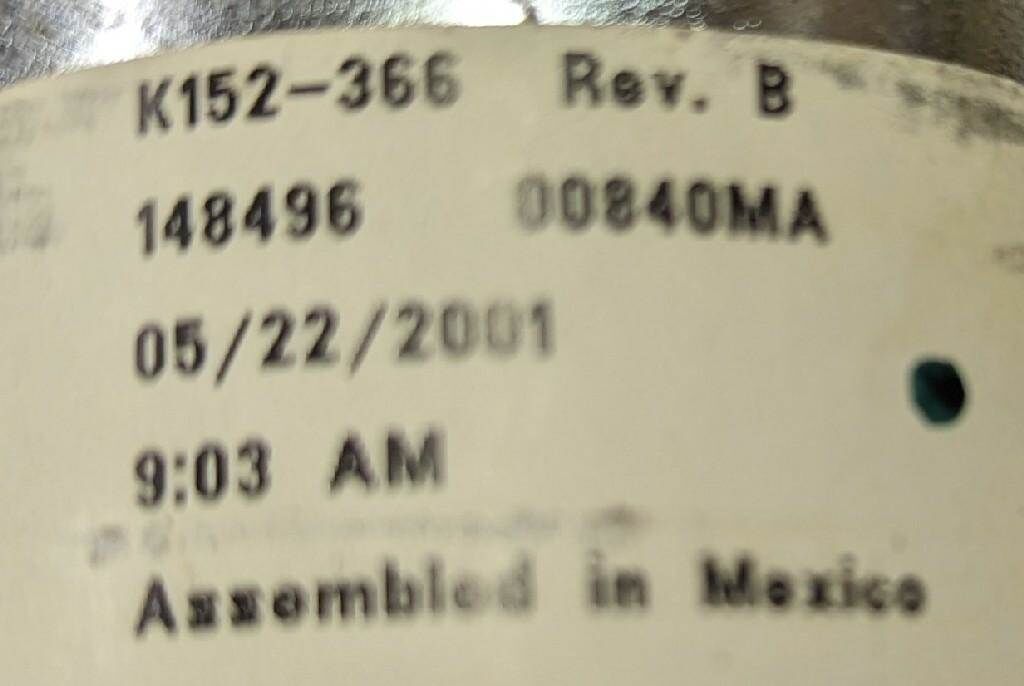 K152-366 Rev. B
148496 00840MA
05/22/2001
9:03 AM
Assembled in Mexico